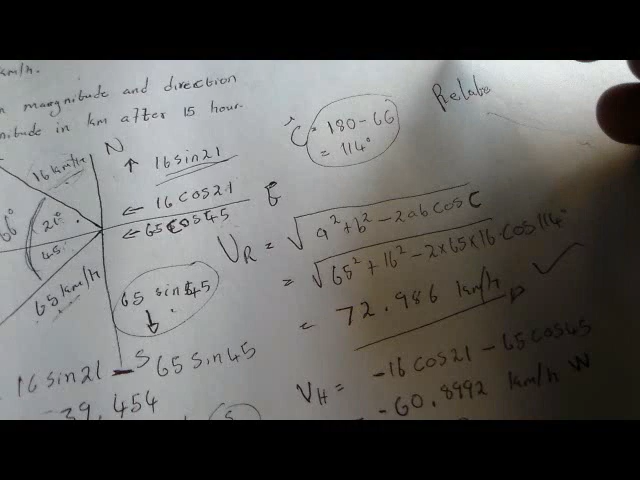 km/h.
marngnitude and direction
nitude in km after 15 hour.
N
16 km/h
↑ 16 sin 21
← 16 cos 21
E
← 65 cos 45
66°
21°
45
65 km/h
65 sin 45
↓
S
16 sin 21 - 65 sin 45
-39.454
Ĉ = 180 - 66
= 114°
Relate
V_R = √a² + b² - 2ab cos C
= √65² + 16² - 2×65×16 cos 114°
= 72.986 km/h
V_H = -16 cos 21 - 65 cos 45
-60.8992 km/h W